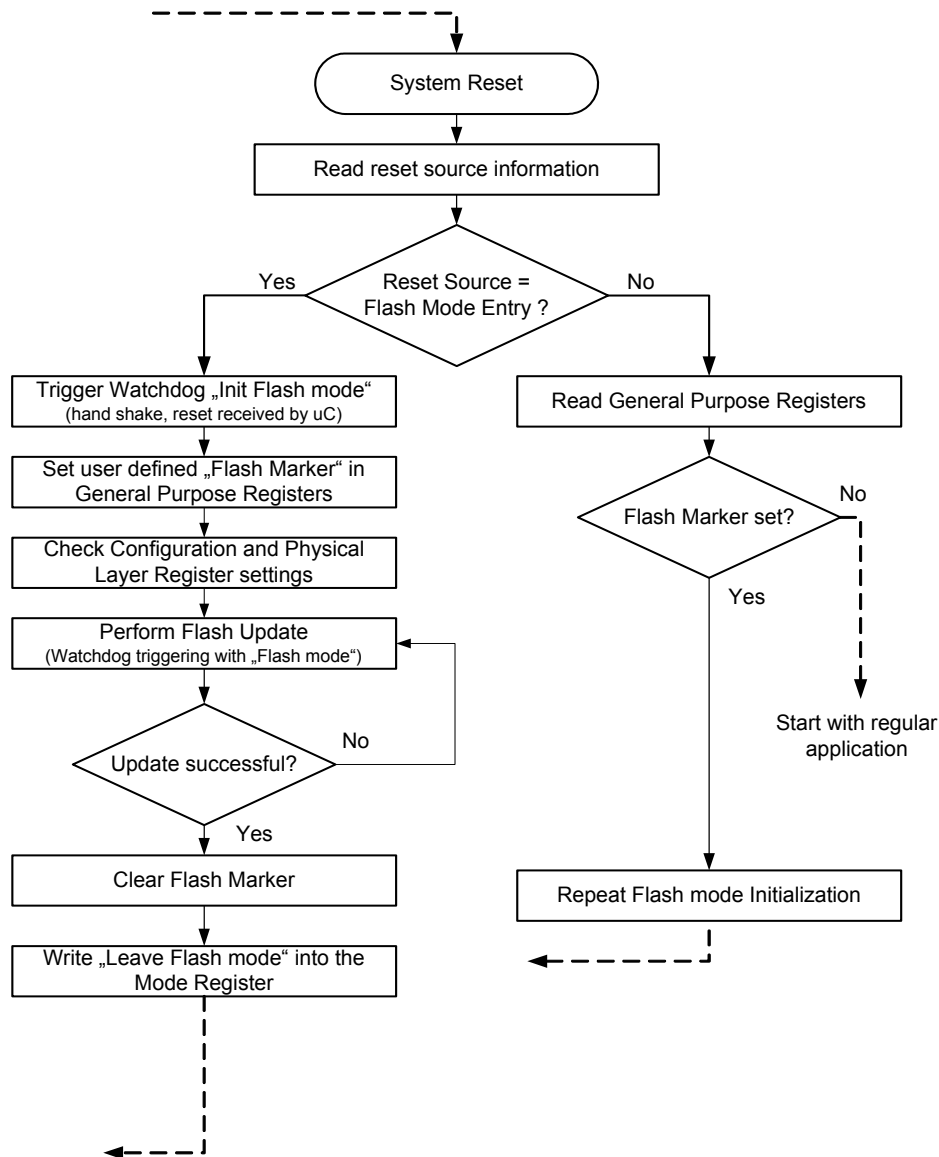 System Reset
Read reset source information
Reset Source =
Flash Mode Entry ?
Yes
No
Trigger Watchdog „Init Flash mode“
(hand shake, reset received by uC)
Set user defined „Flash Marker“ in
General Purpose Registers
Check Configuration and Physical
Layer Register settings
Perform Flash Update
(Watchdog triggering with „Flash mode“)
Update successful?
No
Yes
Clear Flash Marker
Write „Leave Flash mode“ into the
Mode Register
Read General Purpose Registers
Flash Marker set?
No
Yes
Start with regular
application
Repeat Flash mode Initialization